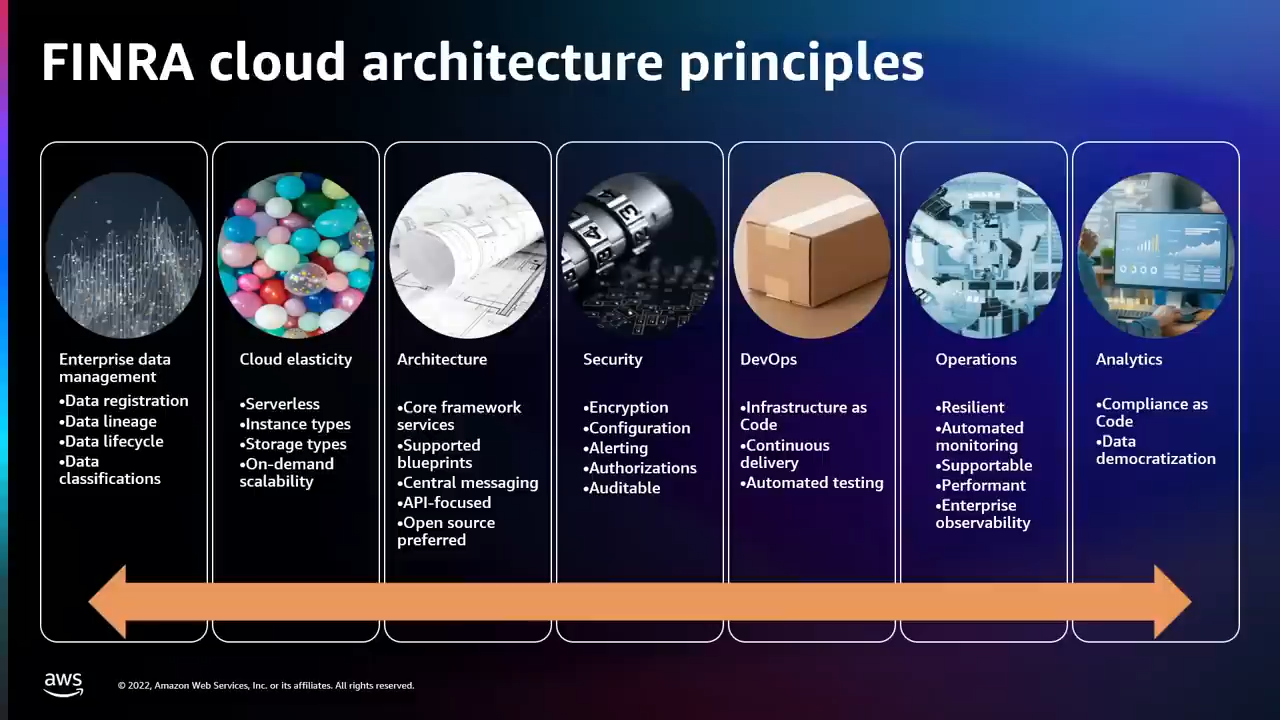 FINRA cloud architecture principles
Enterprise data
management
•Data registration
•Data lineage
•Data lifecycle
•Data
classifications
Cloud elasticity
•Serverless
•Instance types
•Storage types
•On-demand
scalability
Architecture
•Core framework
services
•Supported
blueprints
•Central messaging
•API-focused
•Open source
preferred
Security
•Encryption
•Configuration
•Alerting
•Authorizations
•Auditable
DevOps
•Infrastructure as
Code
•Continuous
delivery
•Automated testing
Operations
•Resilient
•Automated
monitoring
•Supportable
•Performant
•Enterprise
observability
Analytics
•Compliance as
Code
•Data
democratization
aws
© 2022, Amazon Web Services, Inc. or its affiliates. All rights reserved.